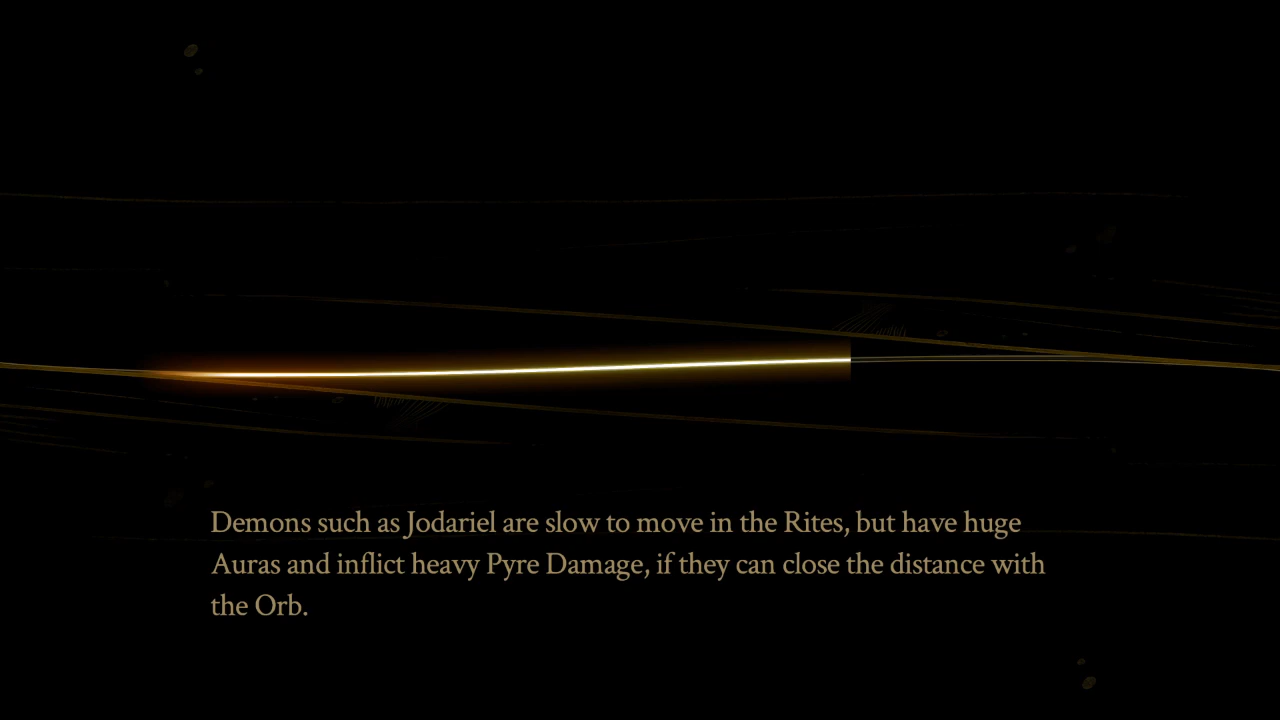 Demons such as Jodariel are slow to move in the Rites, but have huge
Auras and inflict heavy Pyre Damage, if they can close the distance with
the Orb.